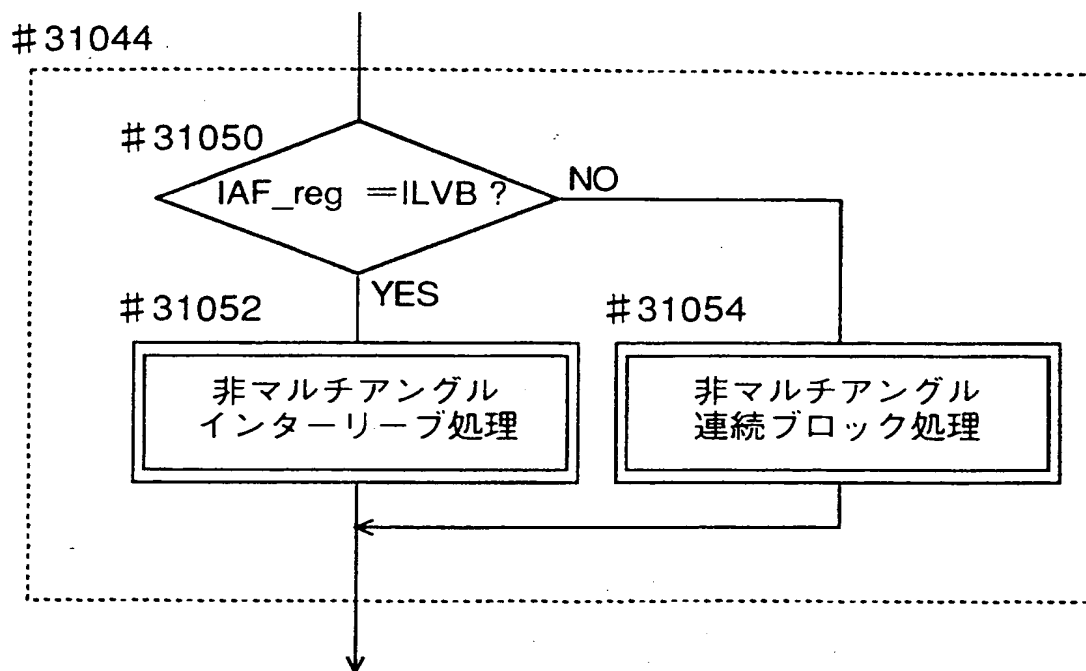 #31044
#31050
IAF_reg =ILVB ?
NO
YES
#31052
#31054
非マルチアングル
インターリーブ処理
非マルチアングル
連続ブロック処理